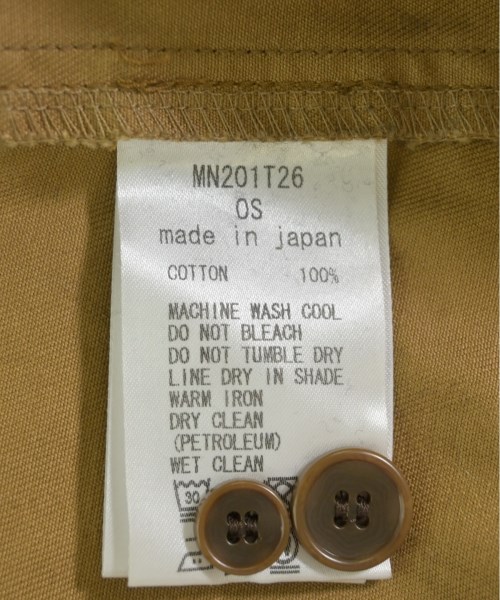 MN201T26
OS
made in japan
COTTON 100%
MACHINE WASH COOL
DO NOT BLEACH
DO NOT TUMBLE DRY
LINE DRY IN SHADE
WARM IRON
DRY CLEAN
(PETROLEUM)
WET CLEAN
30